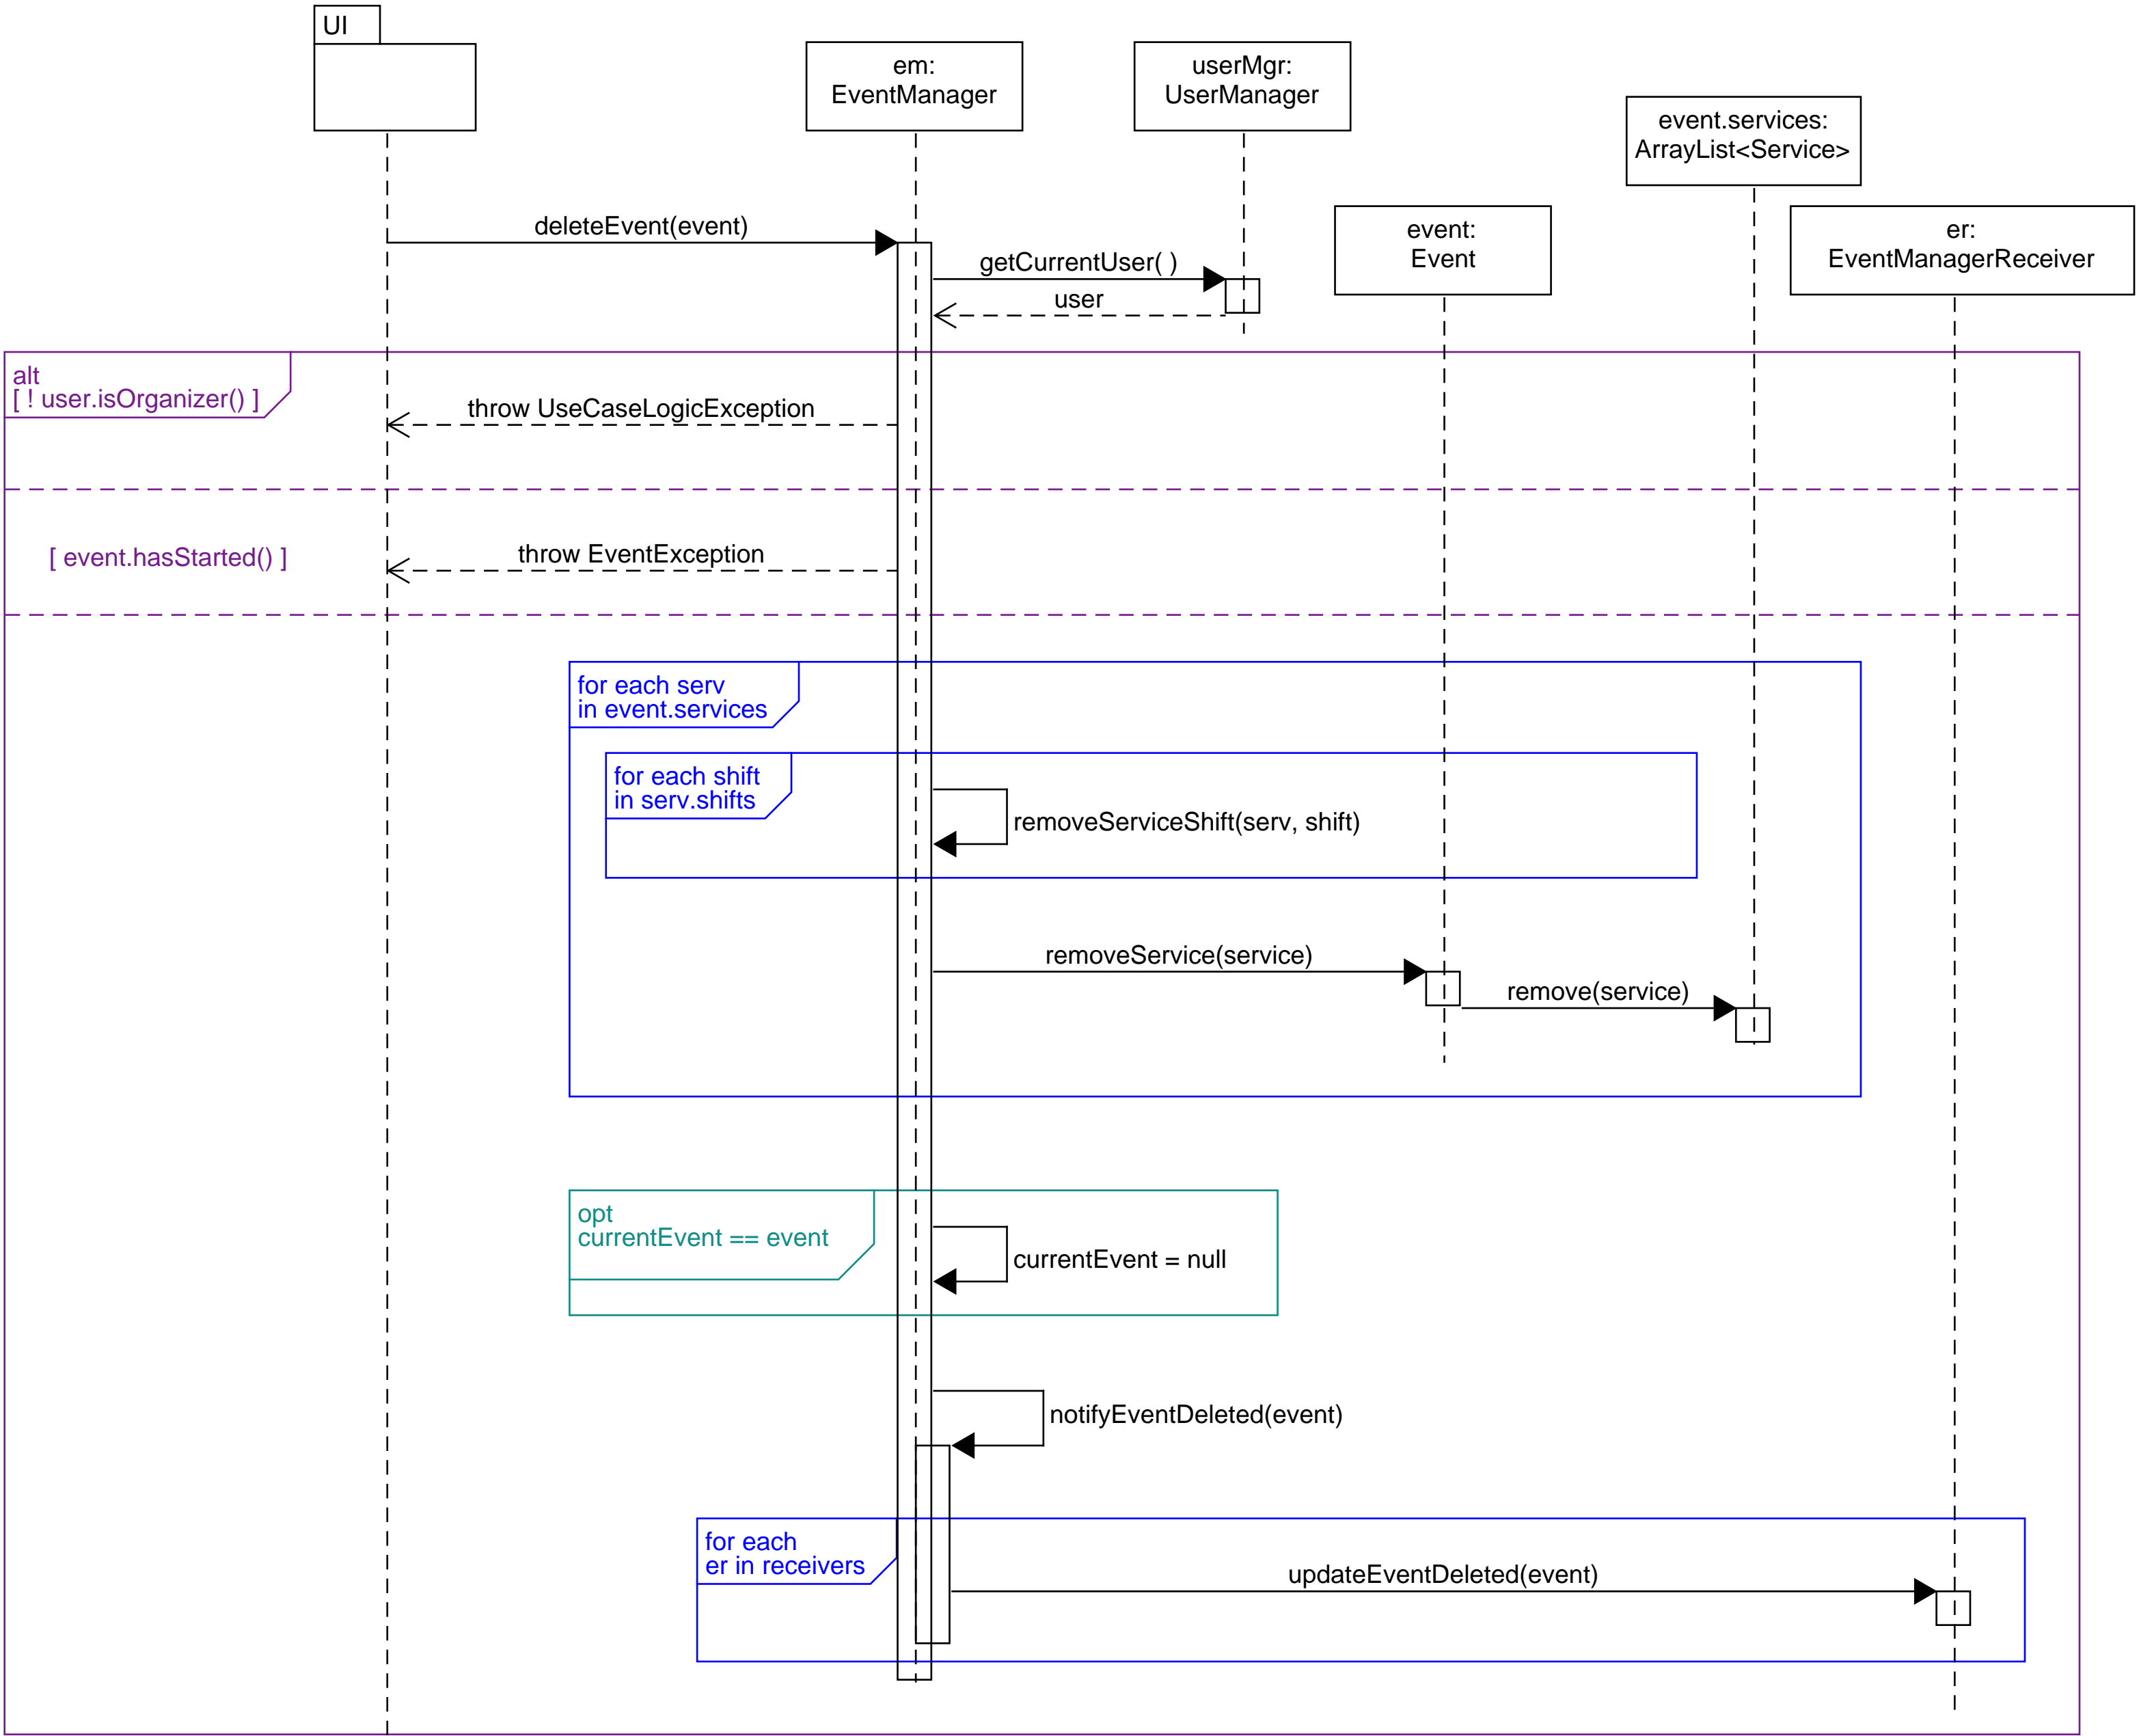 UI
em:
EventManager
userMgr:
UserManager
event.services:
ArrayList<Service>
event:
Event
er:
EventManagerReceiver
deleteEvent(event)
getCurrentUser( )
user
alt
[ ! user.isOrganizer() ]
throw UseCaseLogicException
[ event.hasStarted() ]
throw EventException
for each serv
in event.services
for each shift
in serv.shifts
removeServiceShift(serv, shift)
removeService(service)
remove(service)
opt
currentEvent == event
currentEvent = null
notifyEventDeleted(event)
for each
er in receivers
updateEventDeleted(event)